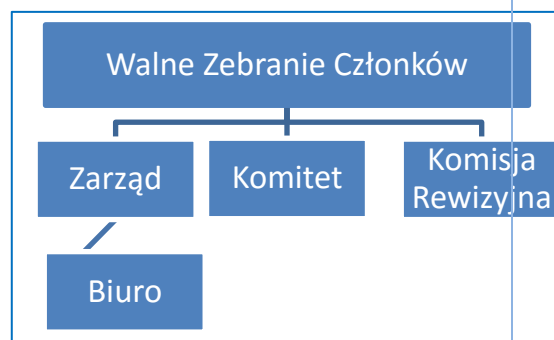 Walne Zebranie Członków
Zarząd
Komitet
Komisja
Rewizyjna
Biuro